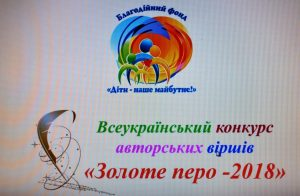 Благодійний фонд
«Діти - наше майбутнє!»
Всеукраїнський конкурс
авторських віршів
«Золоте перо -2018»